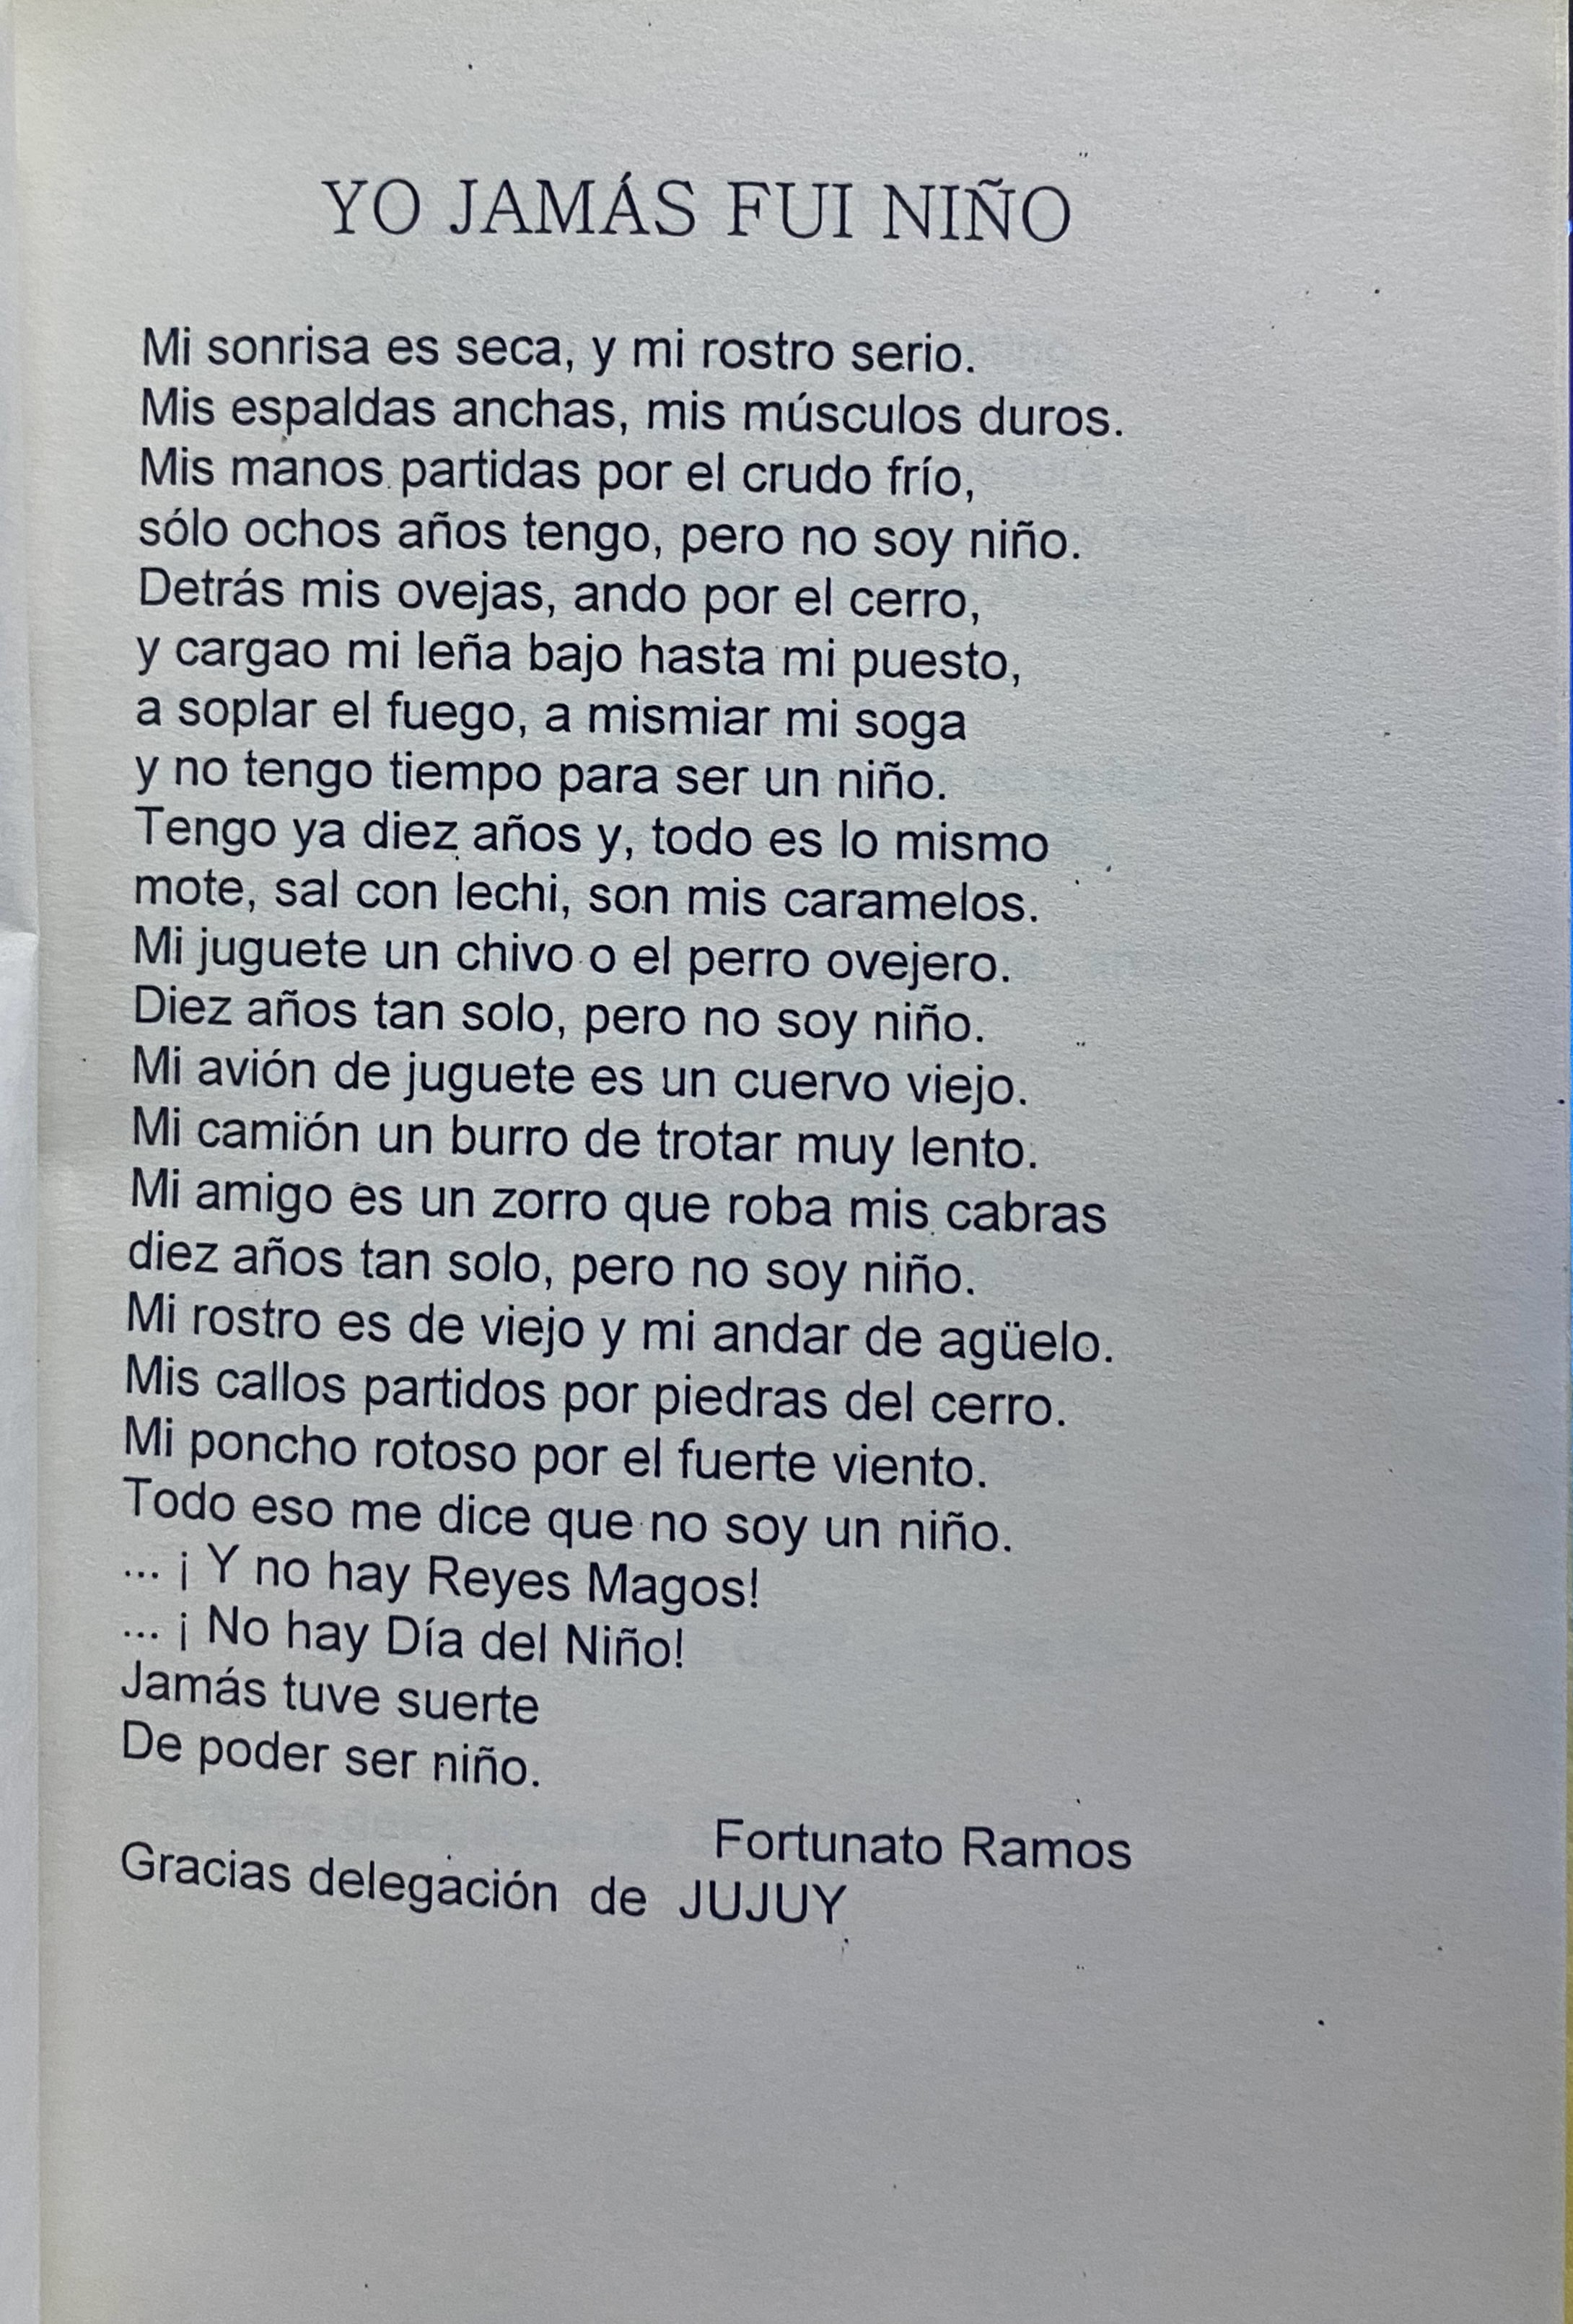 YO JAMÁS FUI NIÑO
Mi sonrisa es seca, y mi rostro serio.
Mis espaldas anchas, mis músculos duros.
Mis manos partidas por el crudo frío,
sólo ochos años tengo, pero no soy niño.
Detrás mis ovejas, ando por el cerro,
y cargao mi leña bajo hasta mi puesto,
a soplar el fuego, a mismiar mi soga
y no tengo tiempo para ser un niño.
Tengo ya diez años y, todo es lo mismo
mote, sal con lechi, son mis caramelos.
Mi juguete un chivo o el perro ovejero.
Diez años tan solo, pero no soy niño.
Mi avión de juguete es un cuervo viejo.
Mi camión un burro de trotar muy lento.
Mi amigo es un zorro que roba mis cabras
diez años tan solo, pero no soy niño.
Mi rostro es de viejo y mi andar de agüelo.
Mis callos partidos por piedras del cerro.
Mi poncho rotoso por el fuerte viento.
Todo eso me dice que no soy un niño.
... ¡ Y no hay Reyes Magos!
... ¡ No hay Día del Niño!
Jamás tuve suerte
De poder ser niño.
Fortunato Ramos
Gracias delegación de JUJUY